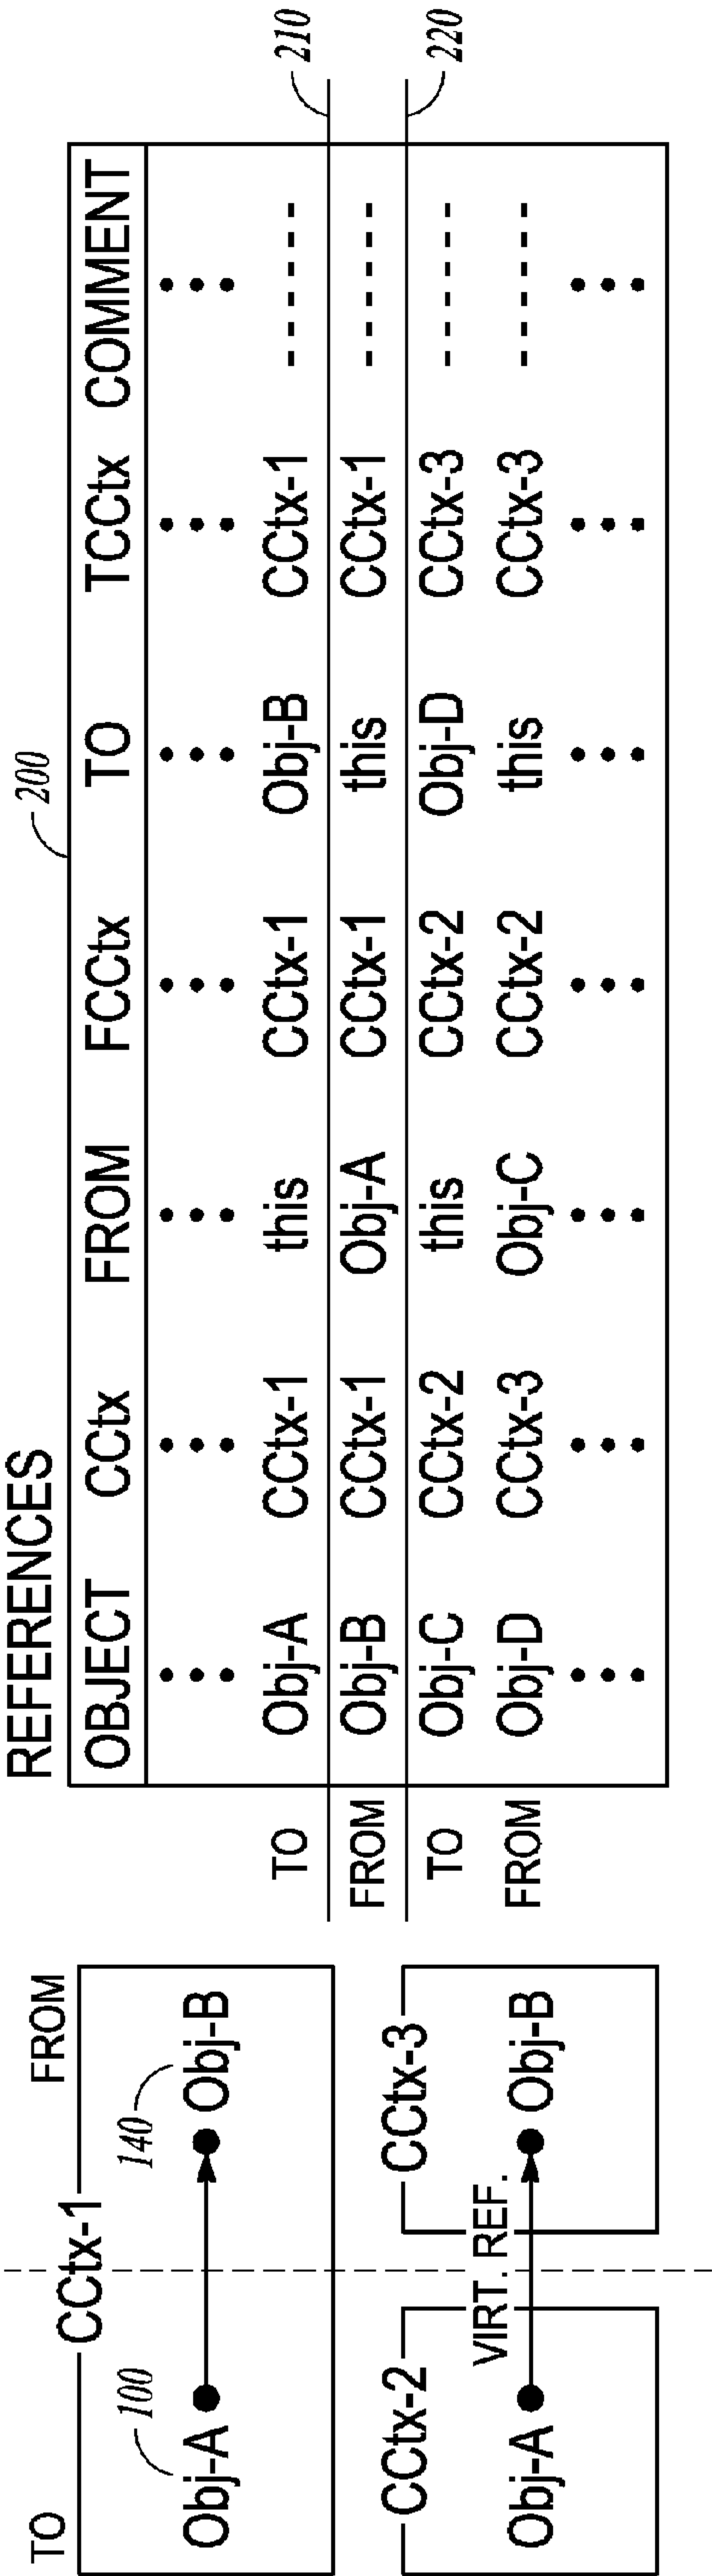 REFERENCES
200
OBJECT CCtx FROM FCCtx TO TCCtx COMMENT
TO Obj-A CCtx-1 this CCtx-1 Obj-B CCtx-1 ------
210
FROM Obj-B CCtx-1 Obj-A CCtx-1 this CCtx-1 ------
220
TO Obj-C CCtx-2 this CCtx-2 Obj-D CCtx-3 ------
FROM Obj-D CCtx-3 Obj-C CCtx-2 this CCtx-3 ------
TO FROM
CCtx-1
100 140
Obj-A Obj-B
CCtx-2 CCtx-3
VIRT. REF.
Obj-A Obj-B